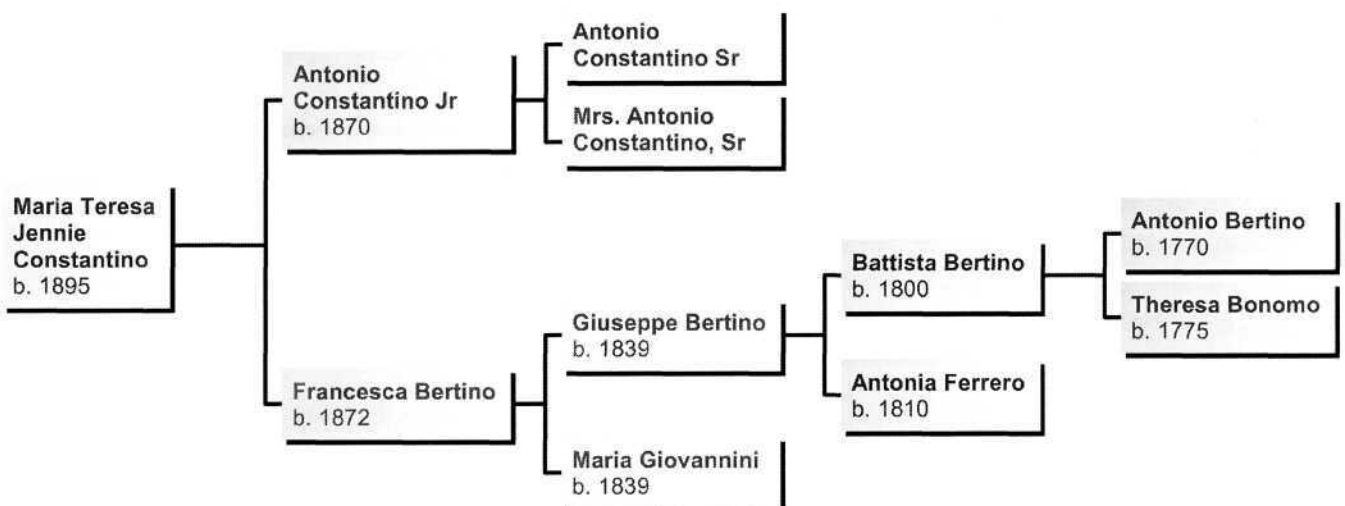 Antonio
Constantino Sr
Antonio
Constantino Jr
b. 1870
Mrs. Antonio
Constantino, Sr
Maria Teresa
Jennie
Constantino
b. 1895
Antonio Bertino
b. 1770
Battista Bertino
b. 1800
Theresa Bonomo
b. 1775
Giuseppe Bertino
b. 1839
Francesca Bertino
b. 1872
Antonia Ferrero
b. 1810
Maria Giovannini
b. 1839